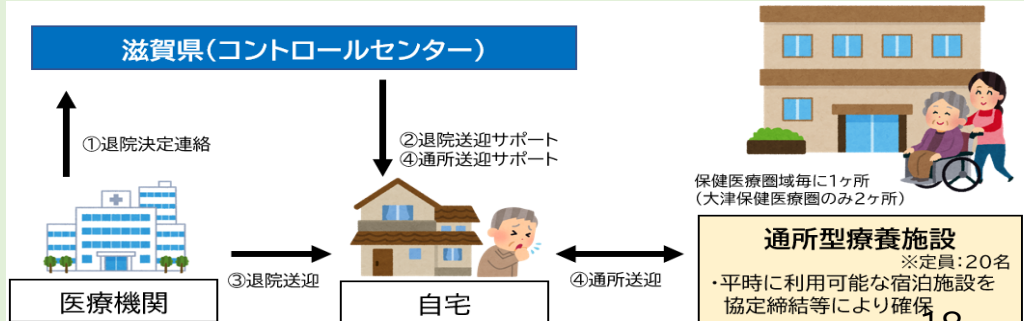 滋賀県(コントロールセンター)
①退院決定連絡
②退院送迎サポート
④通所送迎サポート
保健医療圏域毎に1ヶ所
(大津保健医療圏のみ2ヶ所)
③退院送迎
④通所送迎
医療機関
自宅
通所型療養施設
※定員:20名
・平時に利用可能な宿泊施設を
協定締結等により確保